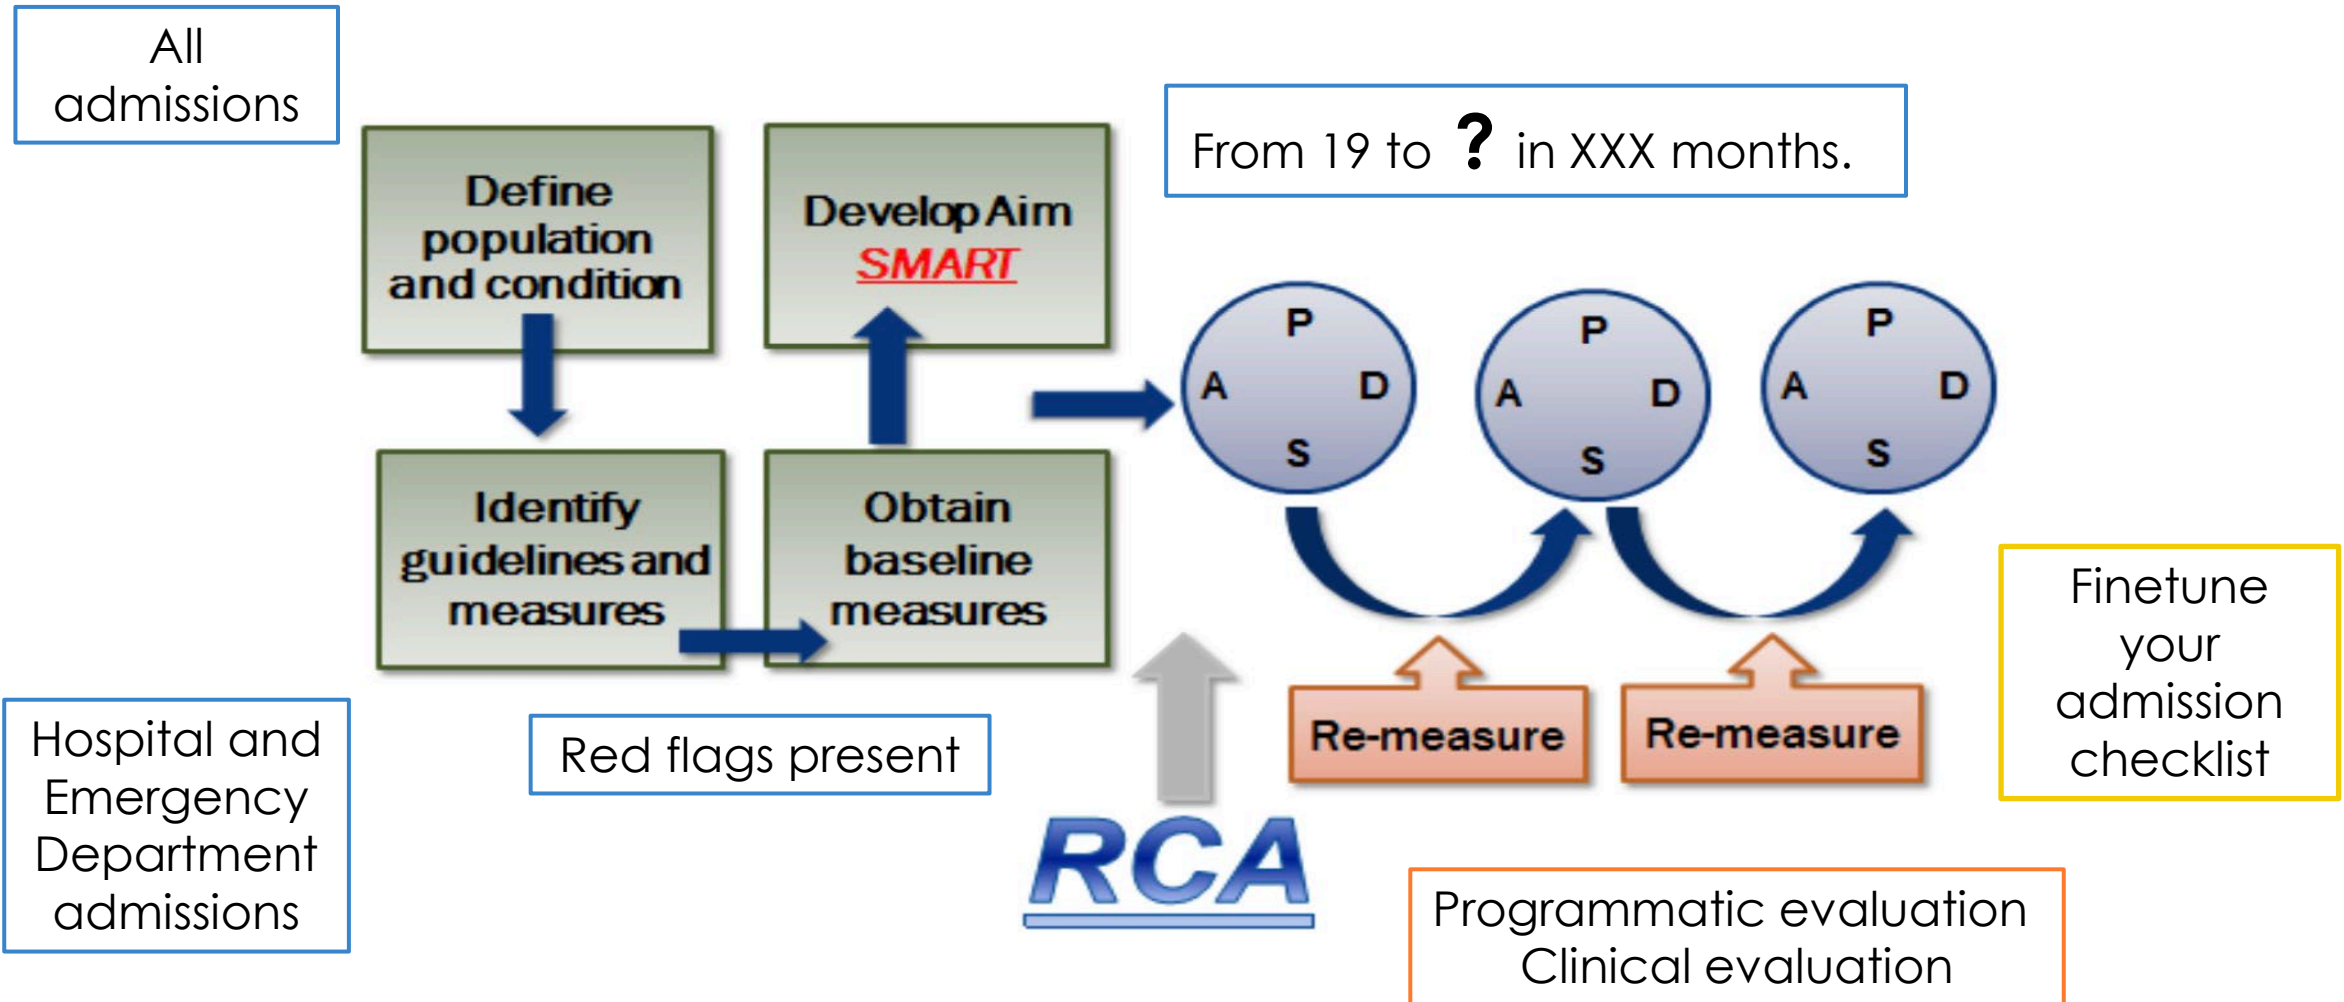 All
admissions
Define
population
and condition
Develop Aim
SMART
From 19 to ? in XXX months.
P
A D
S
P
A D
S
P
A D
S
Identify
guidelines and
measures
Obtain
baseline
measures
Finetune
your
admission
checklist
Hospital and
Emergency
Department
admissions
Red flags present
Re-measure
Re-measure
RCA
Programmatic evaluation
Clinical evaluation